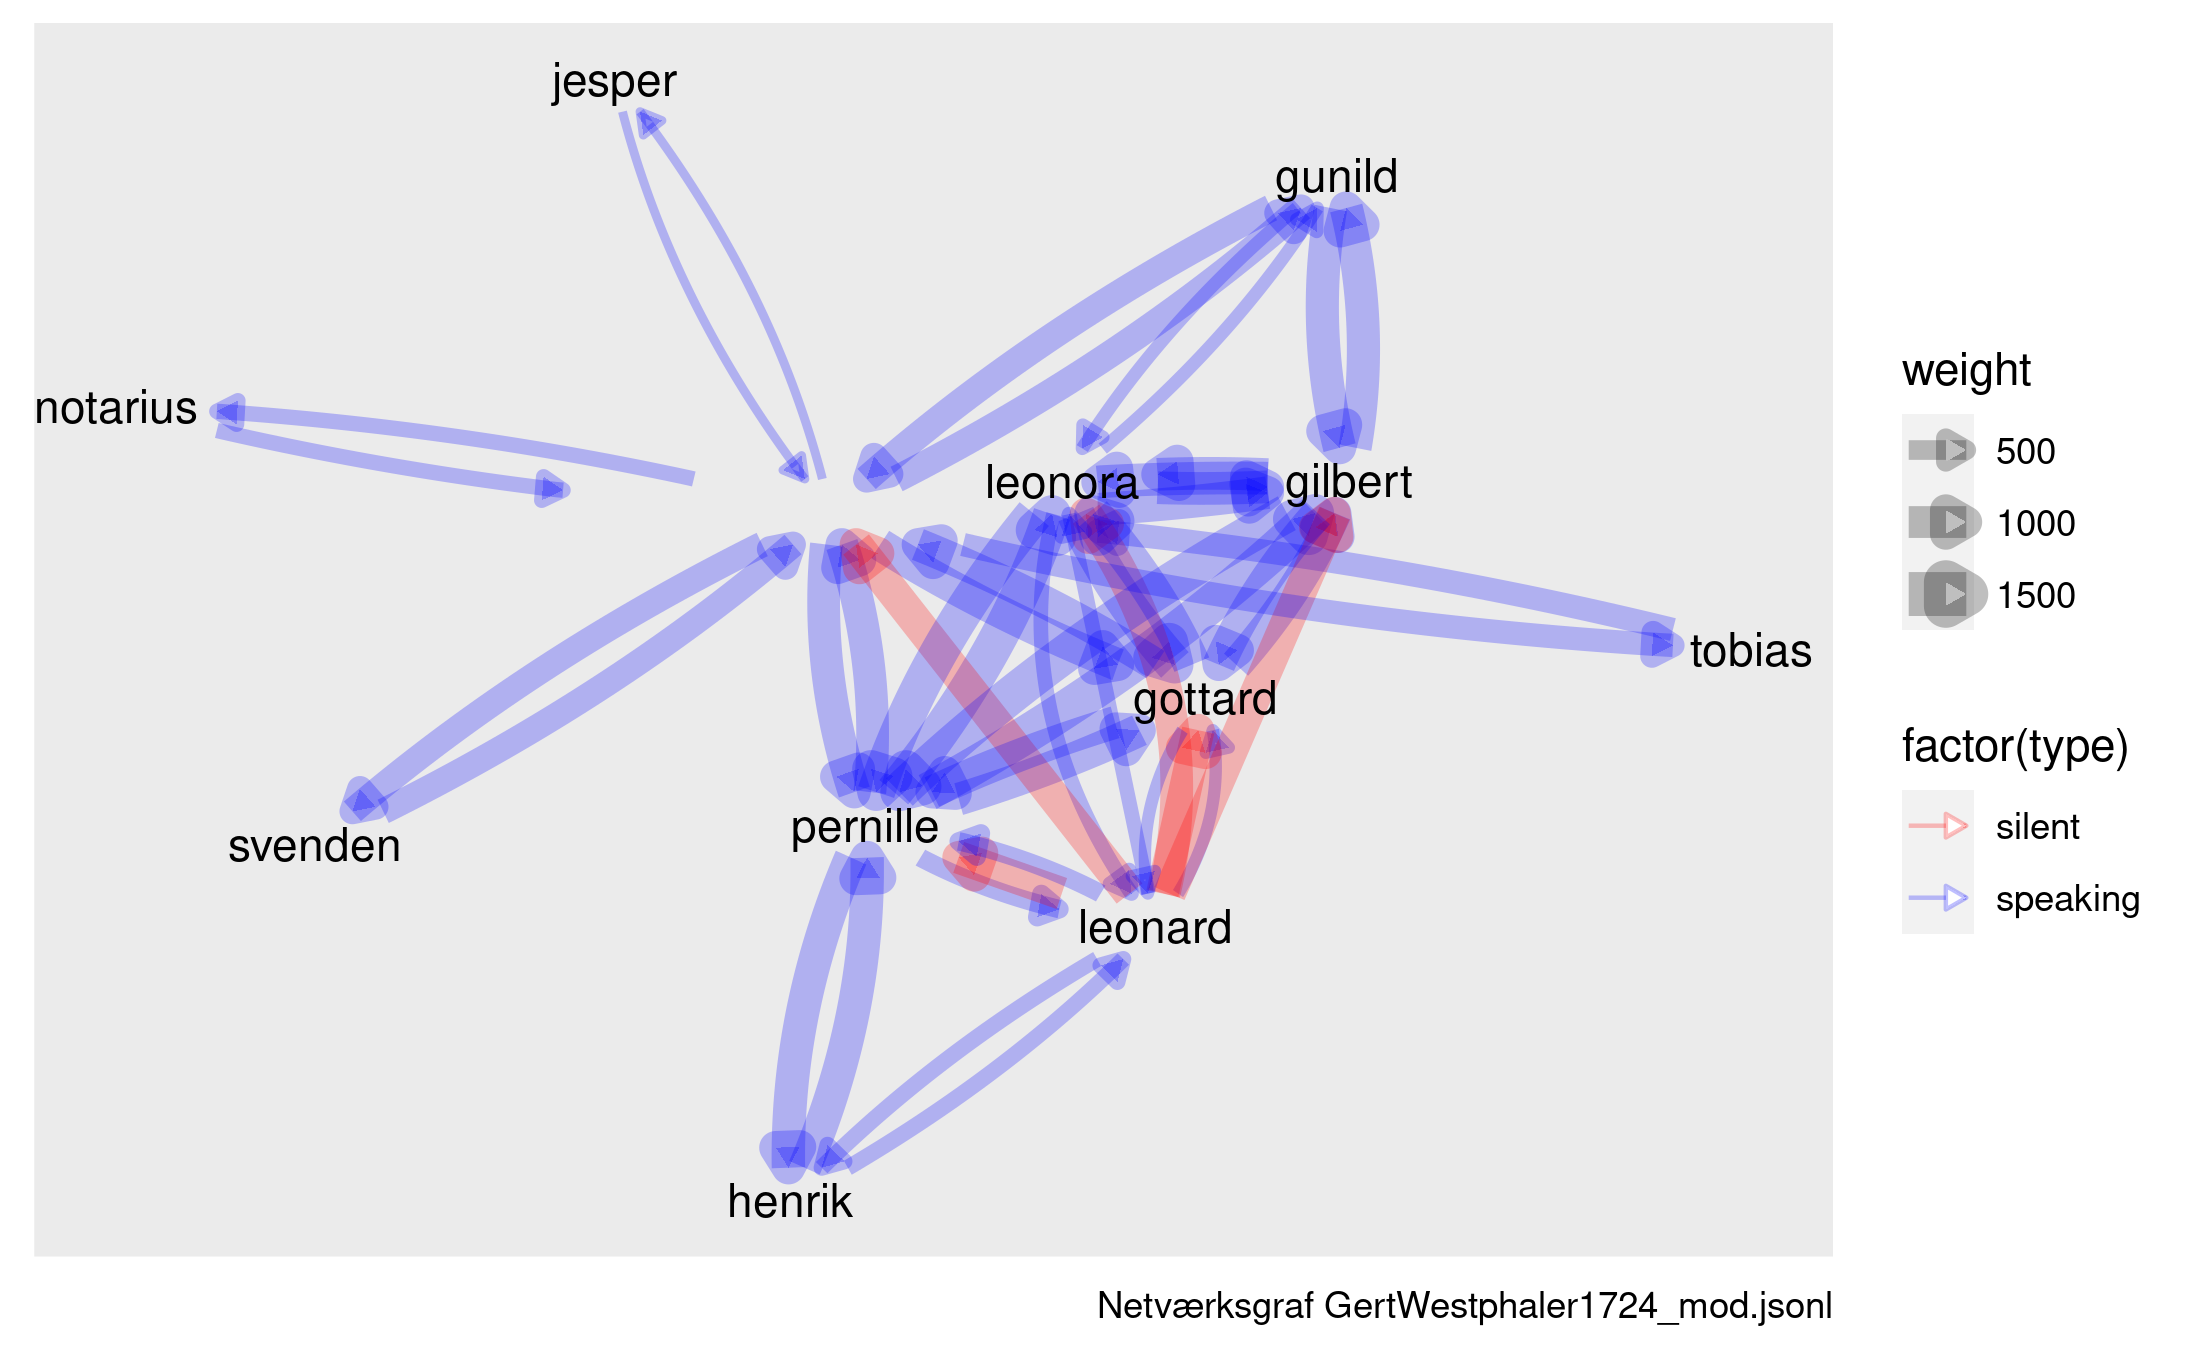 jesper
gunild
notarius
leonora
gilbert
tobias
gottard
pernille
svenden
leonard
henrik
weight
500
1000
1500
factor(type)
silent
speaking
Netværksgraf GertWestphaler1724_mod.jsonl